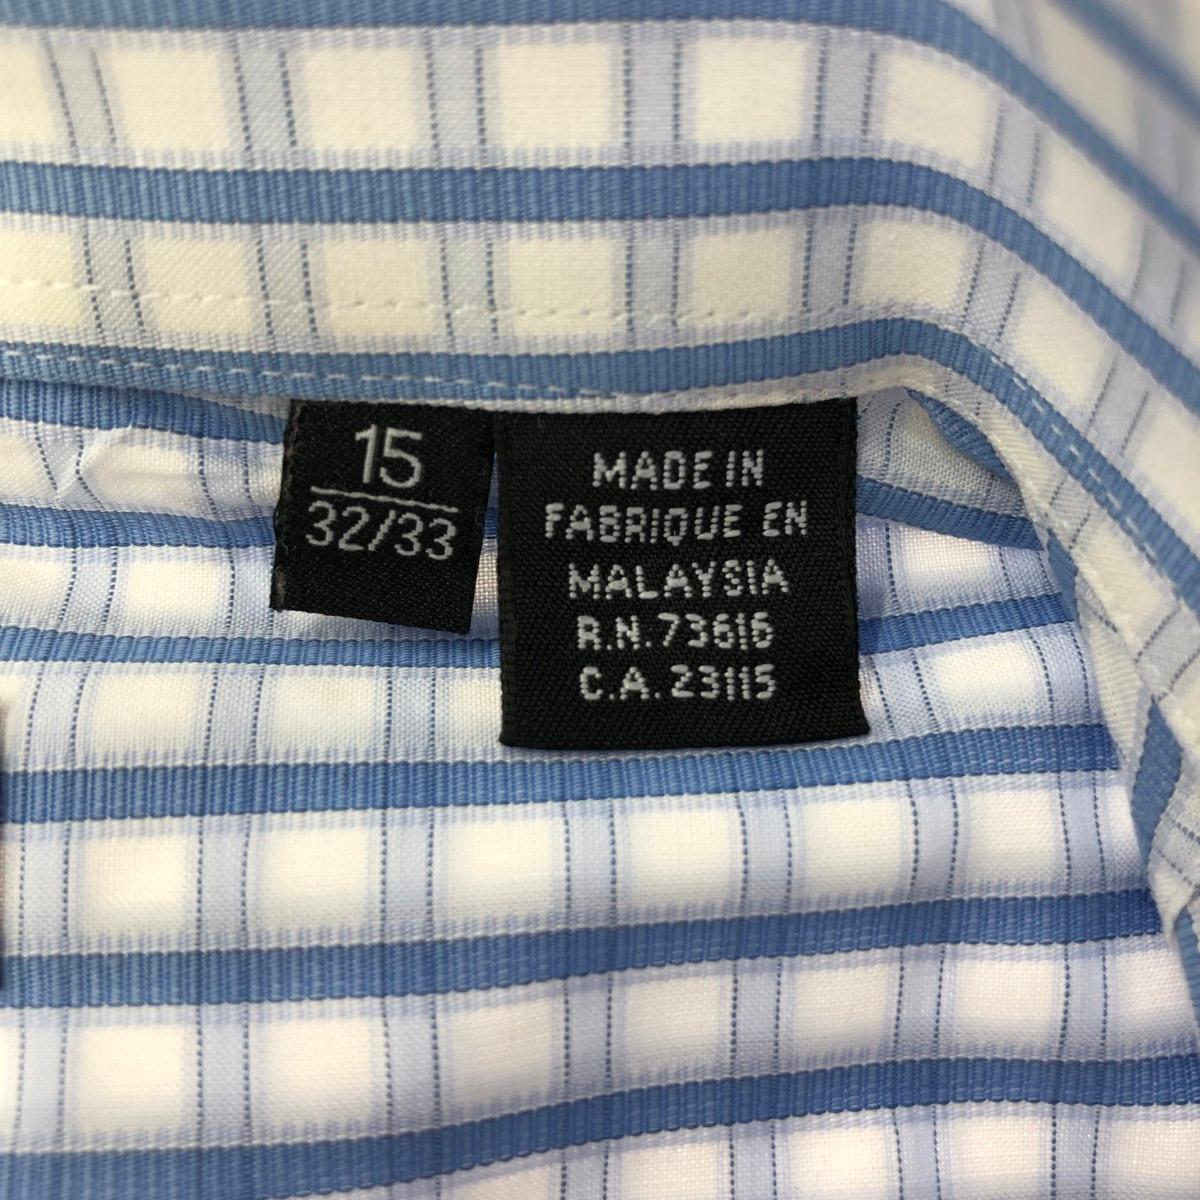 15
32/33
MADE IN
FABRIQUE EN
MALAYSIA
R.N. 73616
C.A. 23115